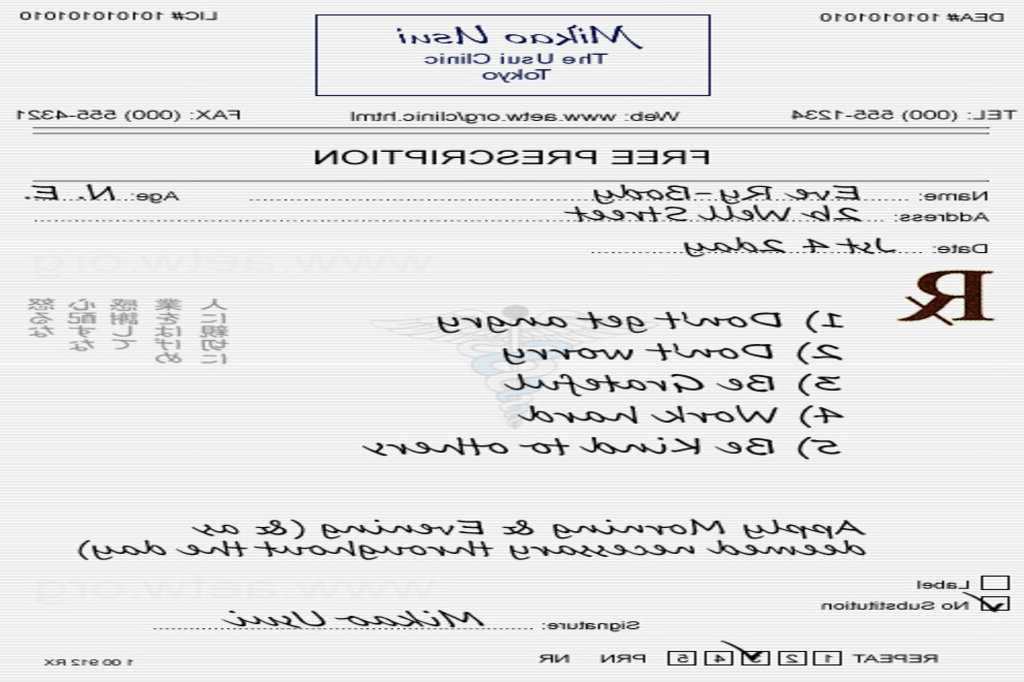 DEA# 1010101010
Mikao Usui
LIC# 1010101010
The Usui Clinic
Tokyo
TEL: (000) 555-1234 Web: www.aetw.org/clinic.html FAX: (000) 555-4321
FREE PRESCRIPTION
Name: Eve Ry-Body Age: N. E.
Address: 2b Well Street
Date: Jst 4 2day
www.aetw.org
Rx
1) Don't get angry
2) Don't worry
3) Be Grateful
4) Work hard
5) Be Kind to others
怒るな
心配すな
感謝して
業をはげめ
人に親切に
Apply Morning & Evening (& as
deemed necessary throughout the day)
www.aetw.org
Label
No Substitution
Signature: Mikao Usui
REPEAT 1 2 3 4 5 PRN NR
1 00 912 RX